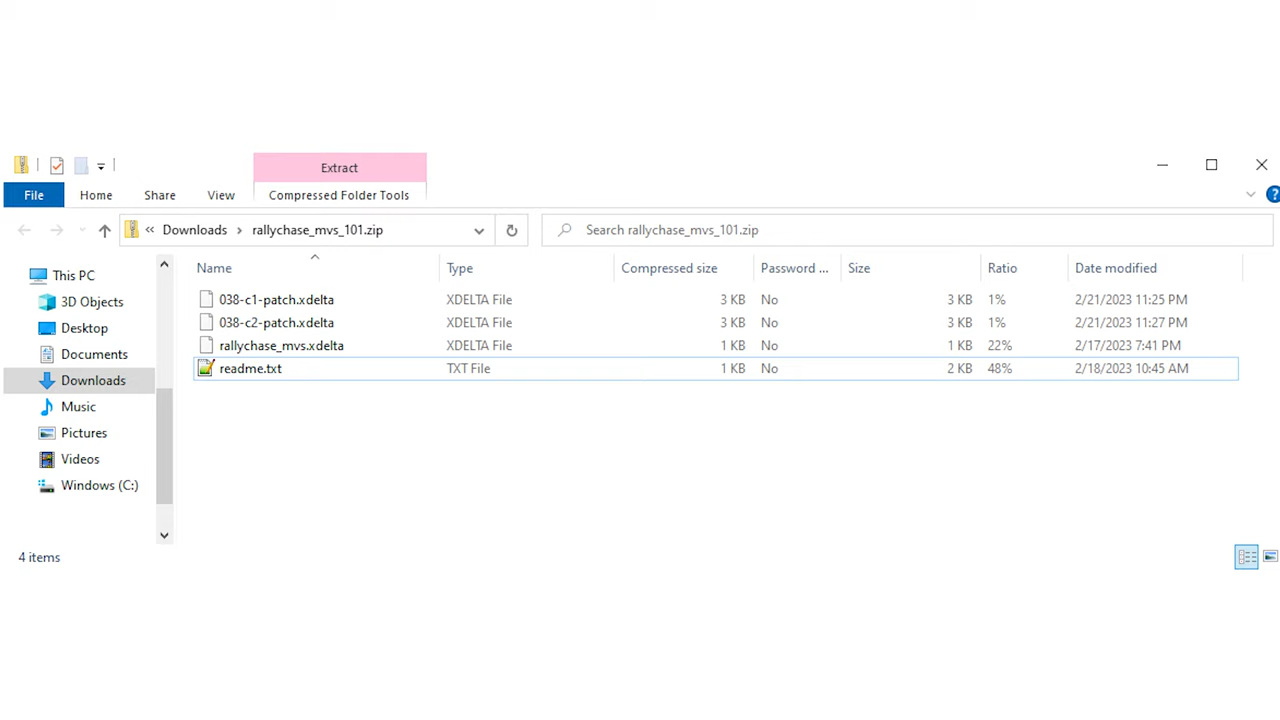 Extract
File Home Share View Compressed Folder Tools
« Downloads › rallychase_mvs_101.zip Search rallychase_mvs_101.zip
Name Type Compressed size Password ... Size Ratio Date modified
This PC
3D Objects
Desktop
Documents
Downloads
Music
Pictures
Videos
Windows (C:)
038-c1-patch.xdelta XDELTA File 3 KB No 3 KB 1% 2/21/2023 11:25 PM
038-c2-patch.xdelta XDELTA File 3 KB No 3 KB 1% 2/21/2023 11:27 PM
rallychase_mvs.xdelta XDELTA File 1 KB No 1 KB 22% 2/17/2023 7:41 PM
readme.txt TXT File 1 KB No 2 KB 48% 2/18/2023 10:45 AM
4 items